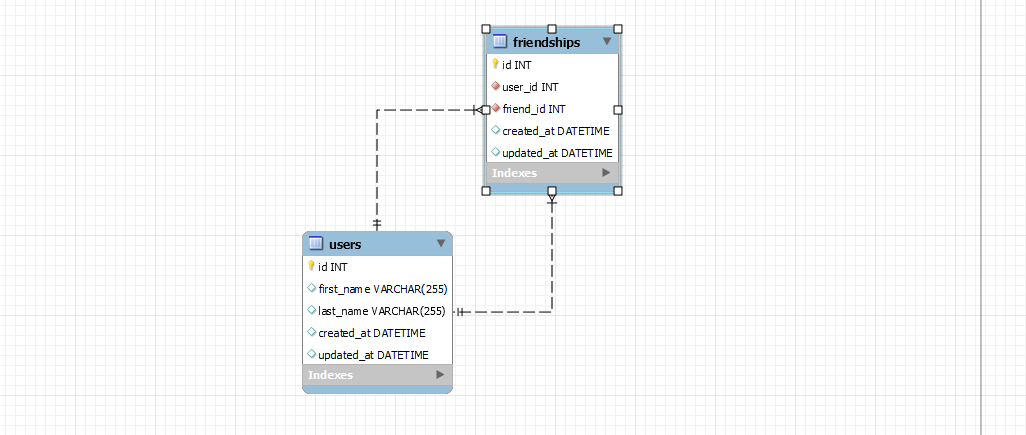 friendships
id INT
user_id INT
friend_id INT
created_at DATETIME
updated_at DATETIME
Indexes
users
id INT
first_name VARCHAR(255)
last_name VARCHAR(255)
created_at DATETIME
updated_at DATETIME
Indexes